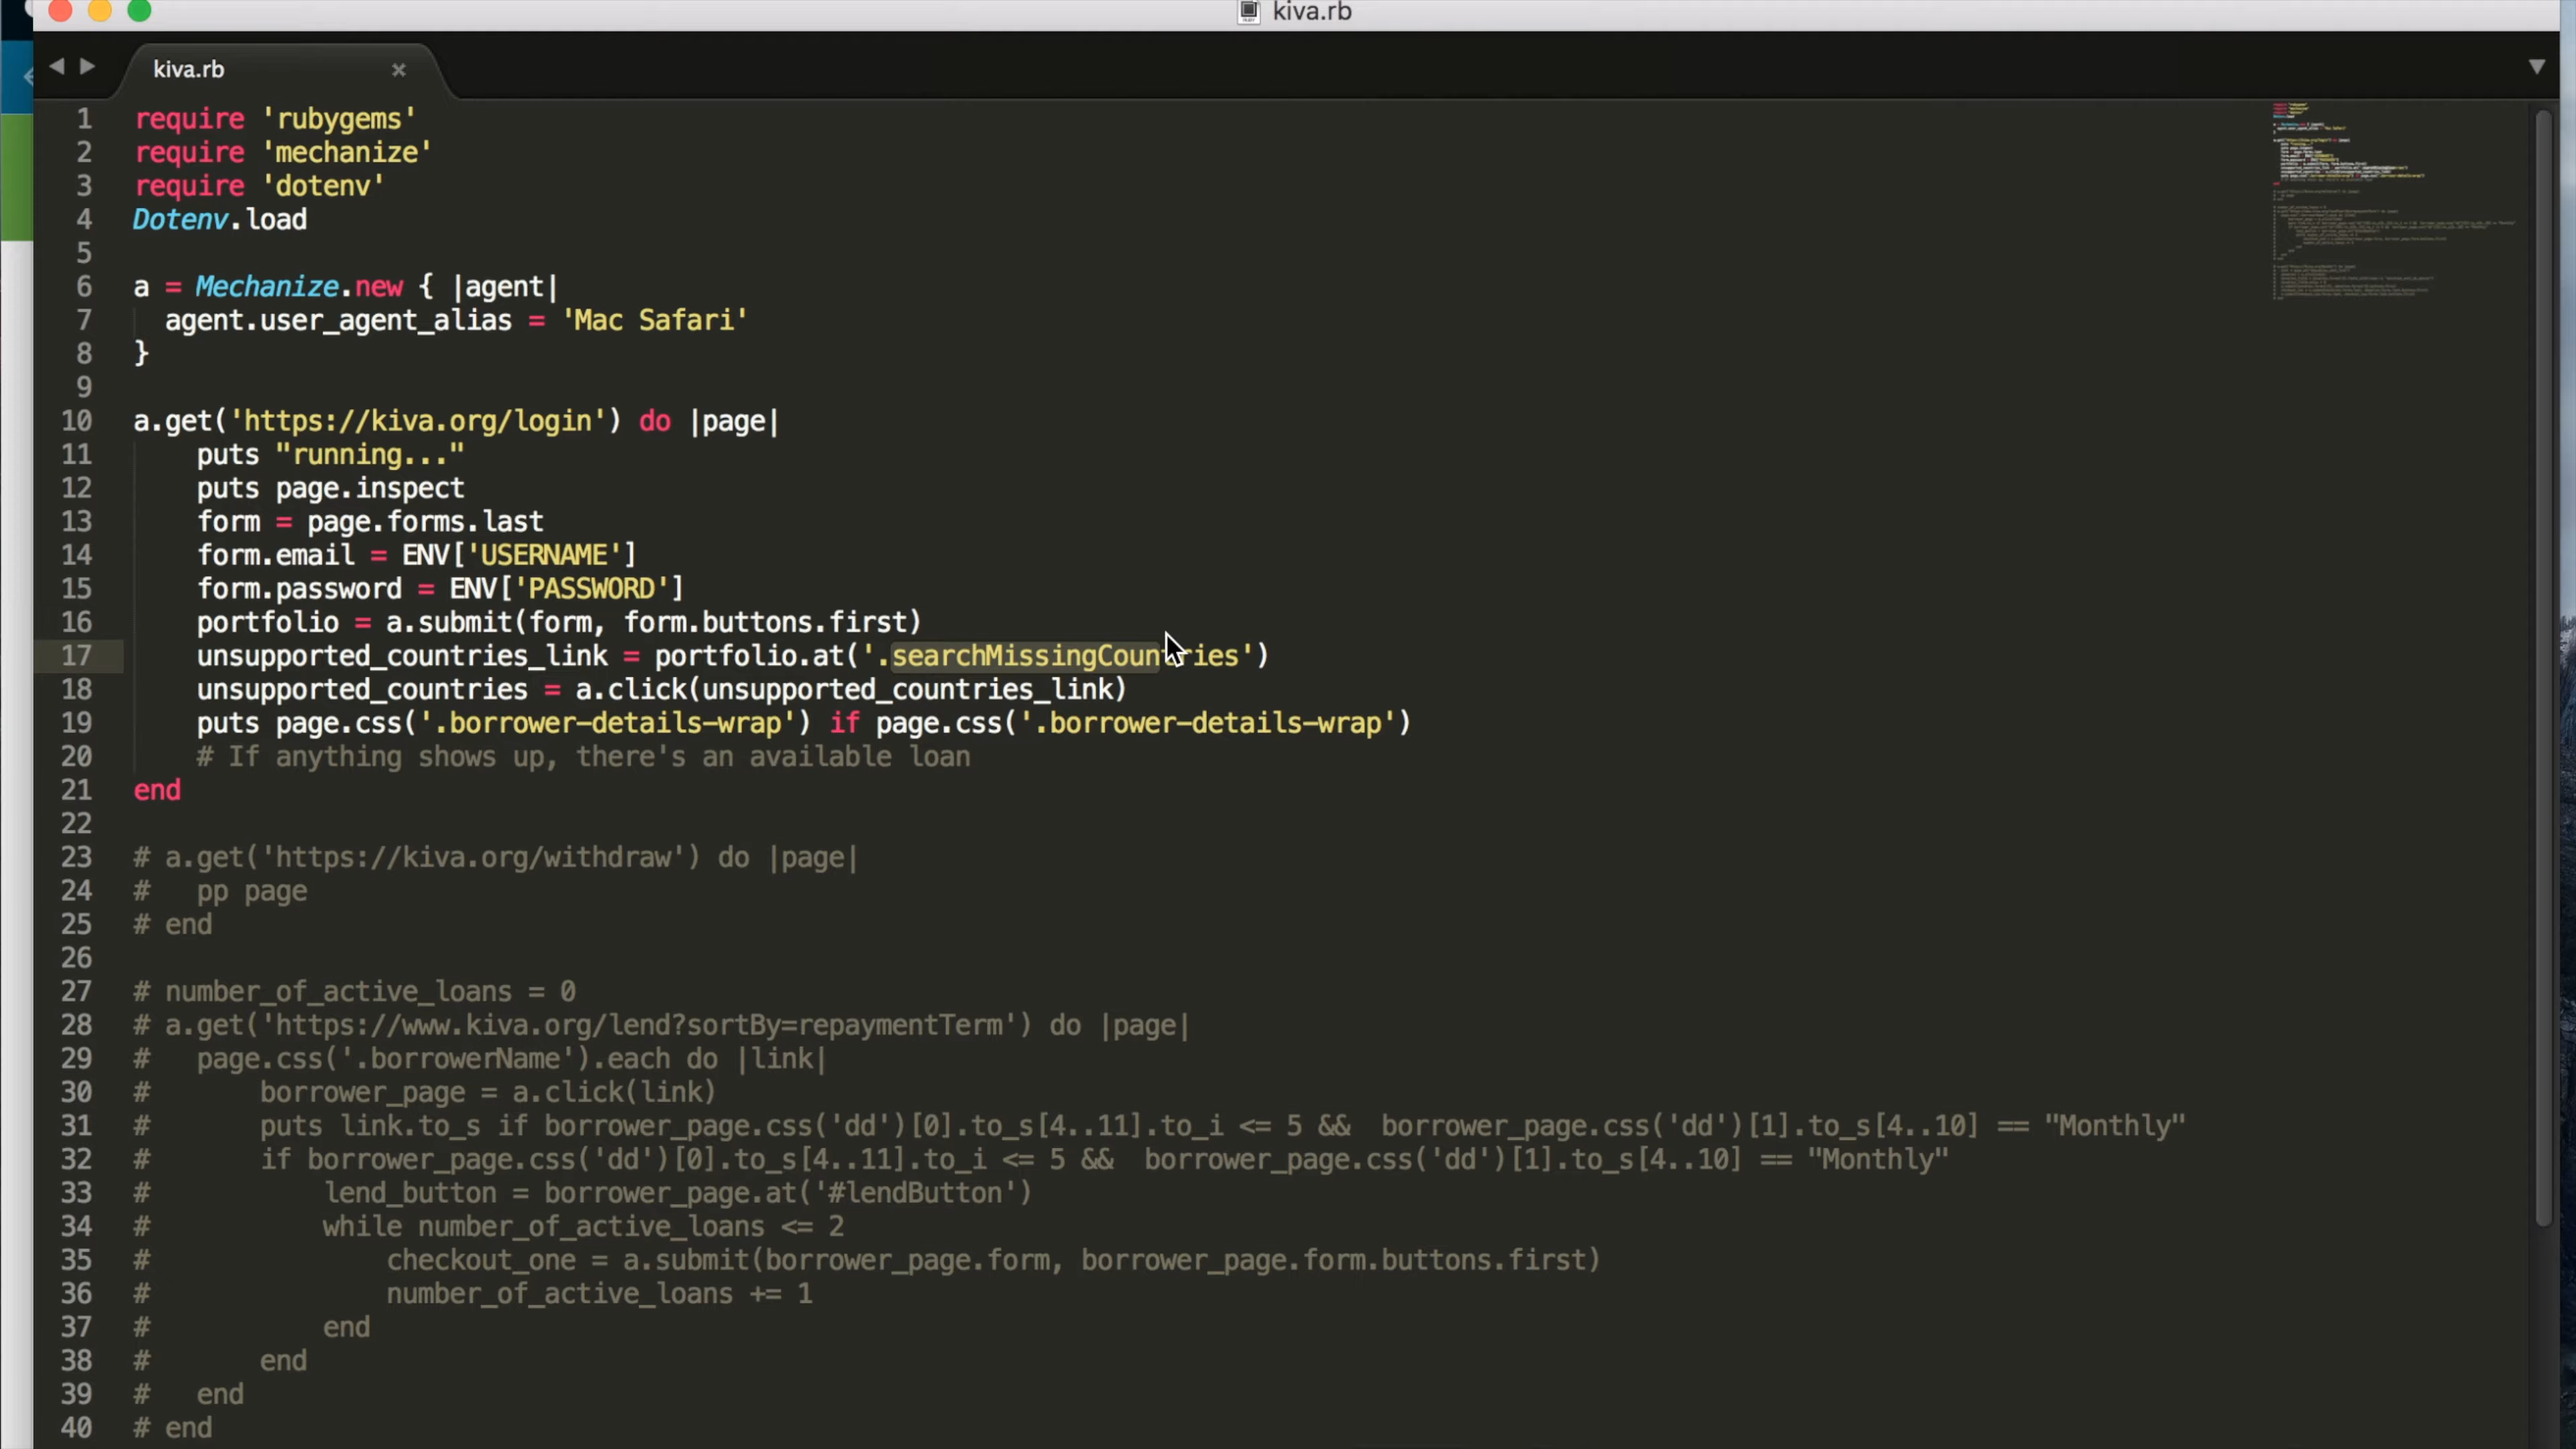 kiva.rb
kiva.rb ×
1 require 'rubygems'
2 require 'mechanize'
3 require 'dotenv'
4 Dotenv.load
5
6 a = Mechanize.new { |agent|
7   agent.user_agent_alias = 'Mac Safari'
8 }
9
10 a.get('https://kiva.org/login') do |page|
11     puts "running..."
12     puts page.inspect
13     form = page.forms.last
14     form.email = ENV['USERNAME']
15     form.password = ENV['PASSWORD']
16     portfolio = a.submit(form, form.buttons.first)
17     unsupported_countries_link = portfolio.at('.searchMissingCountries')
18     unsupported_countries = a.click(unsupported_countries_link)
19     puts page.css('.borrower-details-wrap') if page.css('.borrower-details-wrap')
20     # If anything shows up, there's an available loan
21 end
22
23 # a.get('https://kiva.org/withdraw') do |page|
24 #   pp page
25 # end
26
27 # number_of_active_loans = 0
28 # a.get('https://www.kiva.org/lend?sortBy=repaymentTerm') do |page|
29 #   page.css('.borrowerName').each do |link|
30 #       borrower_page = a.click(link)
31 #       puts link.to_s if borrower_page.css('dd')[0].to_s[4..11].to_i <= 5 &&  borrower_page.css('dd')[1].to_s[4..10] == "Monthly"
32 #       if borrower_page.css('dd')[0].to_s[4..11].to_i <= 5 &&  borrower_page.css('dd')[1].to_s[4..10] == "Monthly"
33 #           lend_button = borrower_page.at('#lendButton')
34 #           while number_of_active_loans <= 2
35 #               checkout_one = a.submit(borrower_page.form, borrower_page.form.buttons.first)
36 #               number_of_active_loans += 1
37 #           end
38 #       end
39 #   end
40 # end